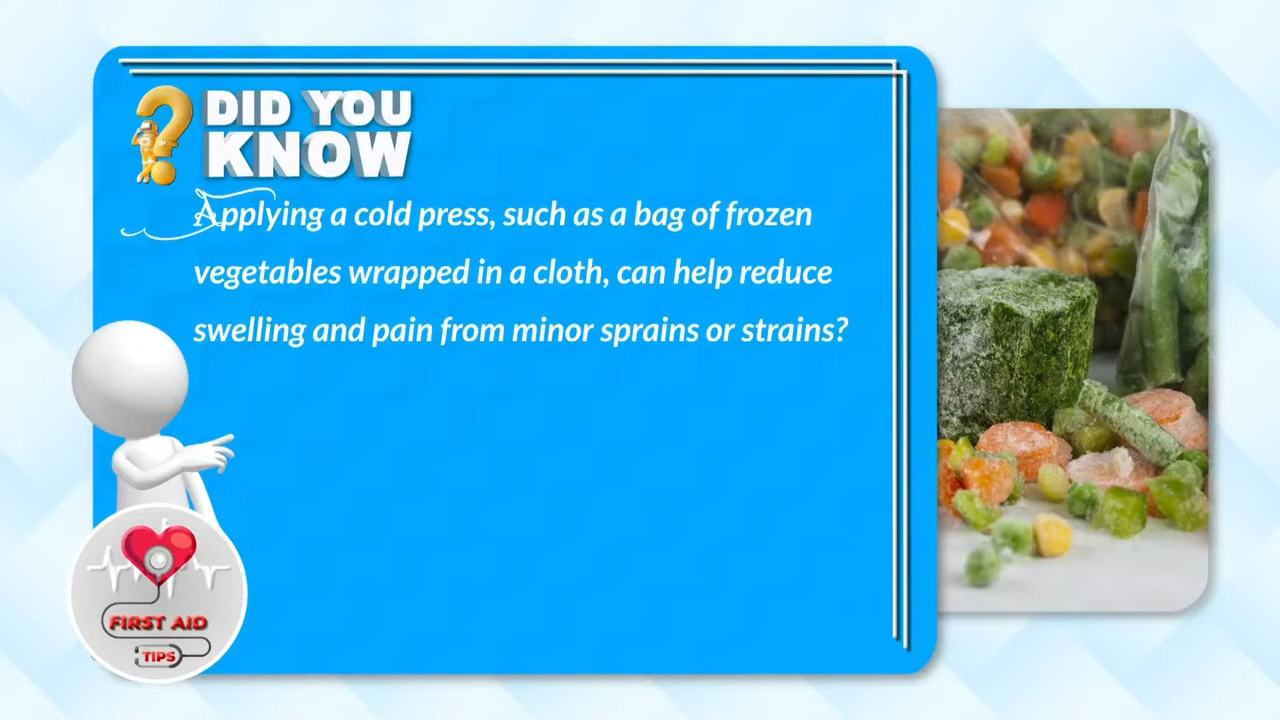 DID YOU
KNOW
Applying a cold press, such as a bag of frozen
vegetables wrapped in a cloth, can help reduce
swelling and pain from minor sprains or strains?
FIRST AID
TIPS